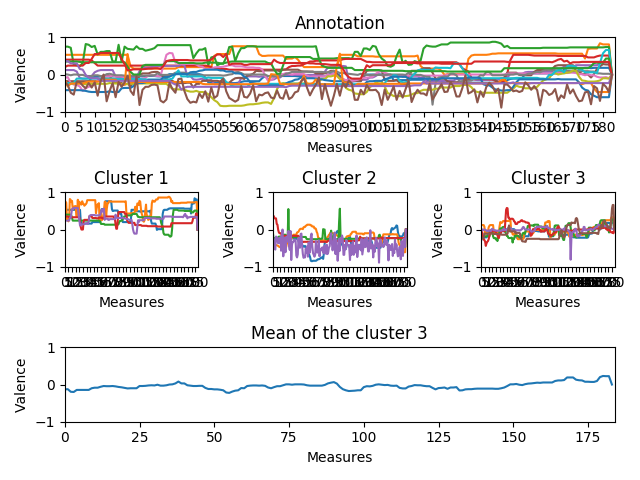 Annotation
1
0
−1
Valence
0 5 10 15 20 25 30 35 40 45 50 55 60 65 70 75 80 85 90 95 100 105 110 115 120 125 130 135 140 145 150 155 160 165 170 175 180
Measures
Cluster 1 Cluster 2 Cluster 3
1 1 1
0 0 0
−1 −1 −1
Valence Valence Valence
Measures Measures Measures
Mean of the cluster 3
1
0
−1
Valence
0 25 50 75 100 125 150 175
Measures